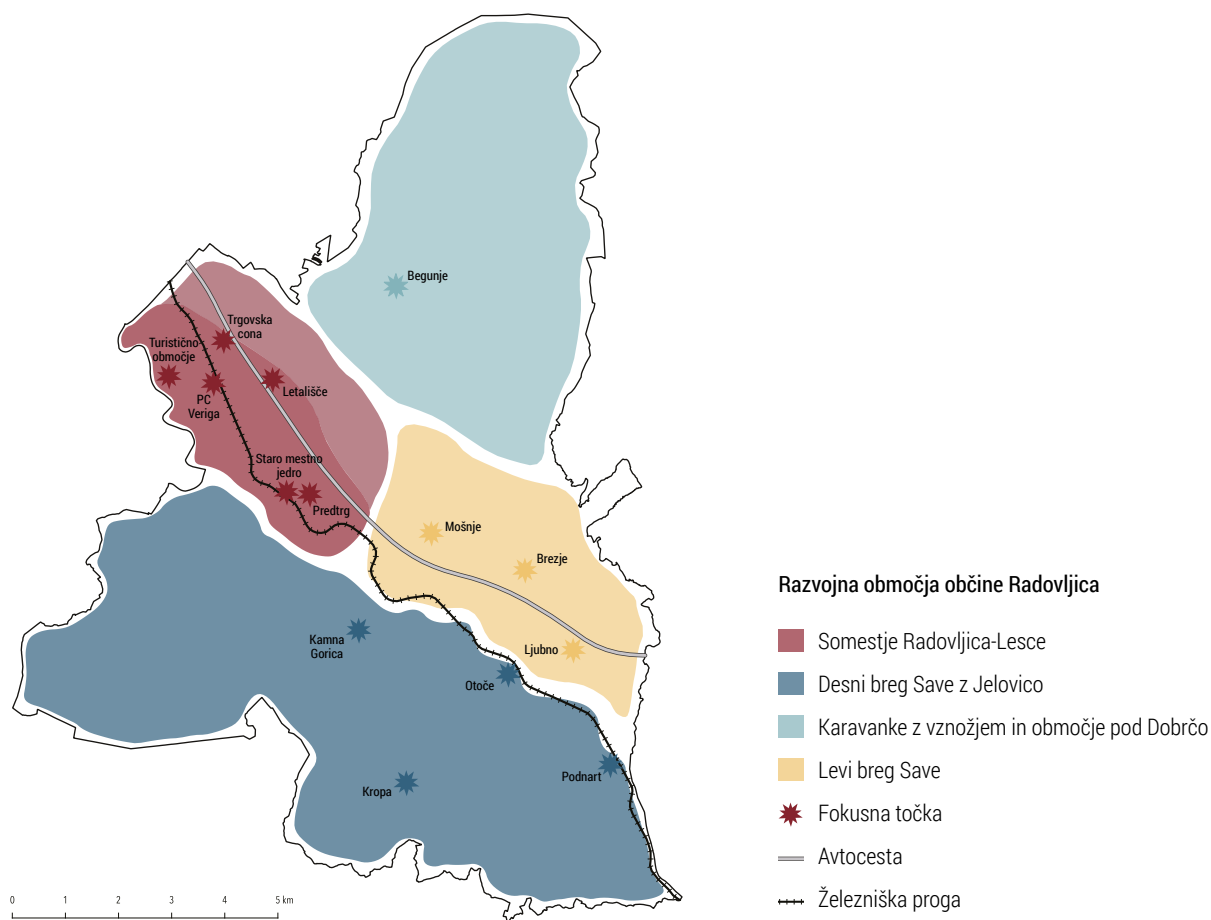 Begunje
Trgovska
cona
Turistično
območje
Letališče
PC
Veriga
Staro mestno
jedro
Predtrg
Mošnje
Brezje
Kamna
Gorica
Ljubno
Otoče
Podnart
Kropa
Razvojna območja občine Radovljica
Somestje Radovljica-Lesce
Desni breg Save z Jelovico
Karavanke z vznožjem in območje pod Dobrčo
Levi breg Save
Fokusna točka
Avtocesta
Železniška proga
0 1 2 3 4 5 km